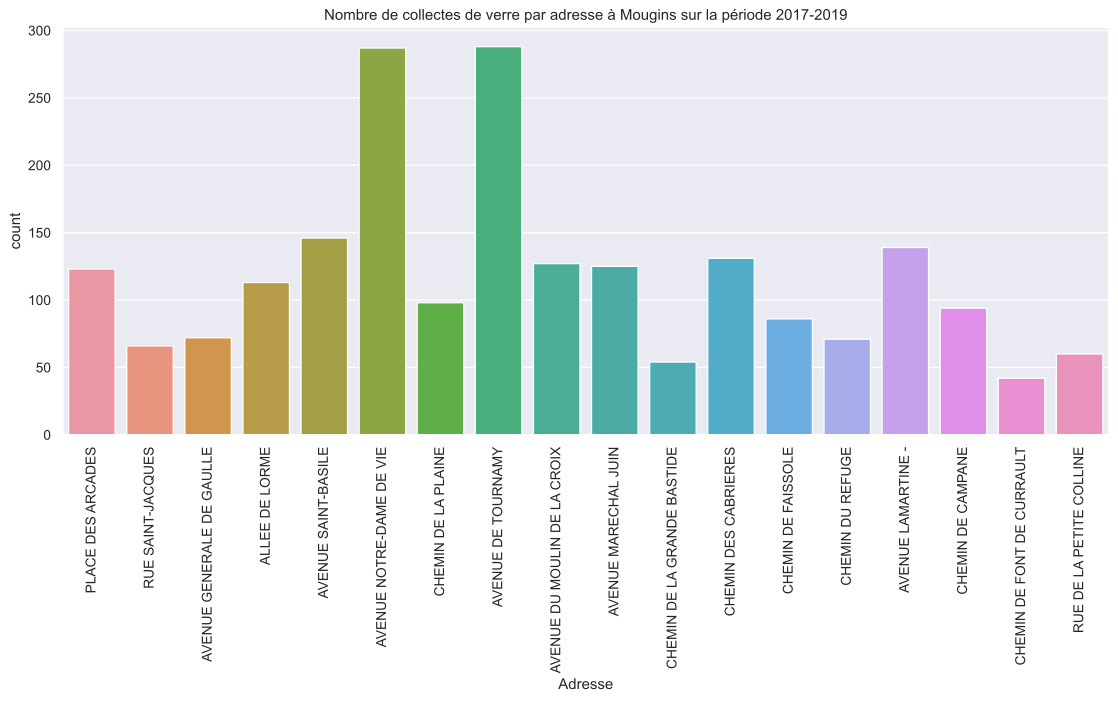 Nombre de collectes de verre par adresse à Mougins sur la période 2017-2019
300
250
200
150
100
50
0
count
PLACE DES ARCADES
RUE SAINT-JACQUES
AVENUE GENERALE DE GAULLE
ALLEE DE LORME
AVENUE SAINT-BASILE
AVENUE NOTRE-DAME DE VIE
CHEMIN DE LA PLAINE
AVENUE DE TOURNAMY
AVENUE DU MOULIN DE LA CROIX
AVENUE MARECHAL JUIN
CHEMIN DE LA GRANDE BASTIDE
CHEMIN DES CABRIERES
CHEMIN DE FAISSOLE
CHEMIN DU REFUGE
AVENUE LAMARTINE -
CHEMIN DE CAMPANE
CHEMIN DE FONT DE CURRAULT
RUE DE LA PETITE COLLINE
Adresse